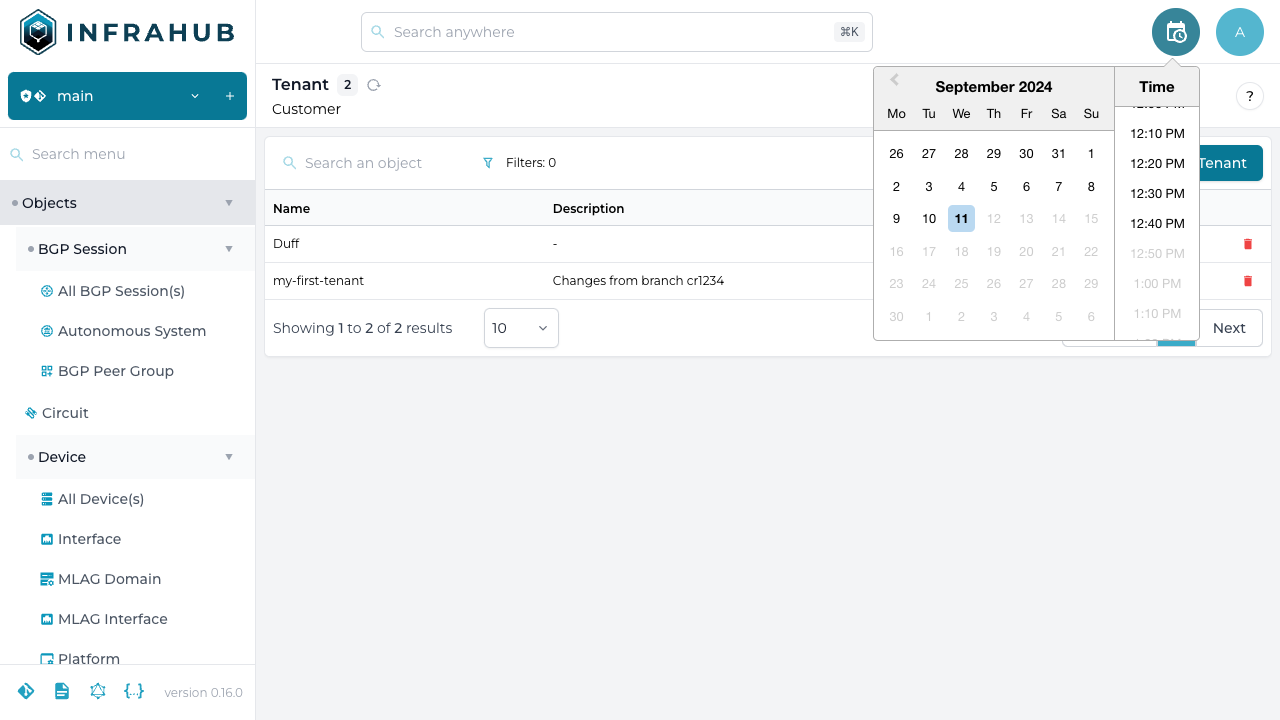 INFRAHUB
Search anywhere
⌘K
A
main
+
Search menu
Objects
BGP Session
All BGP Session(s)
Autonomous System
BGP Peer Group
Circuit
Device
All Device(s)
Interface
MLAG Domain
MLAG Interface
Platform
version 0.16.0
Tenant 2
Customer
?
Search an object
Filters: 0
Tenant
Name Description
Duff -
my-first-tenant Changes from branch cr1234
Showing 1 to 2 of 2 results
10
Next
September 2024
Mo Tu We Th Fr Sa Su
26 27 28 29 30 31 1
2 3 4 5 6 7 8
9 10 11 12 13 14 15
16 17 18 19 20 21 22
23 24 25 26 27 28 29
30 1 2 3 4 5 6
Time
12:10 PM
12:20 PM
12:30 PM
12:40 PM
12:50 PM
1:00 PM
1:10 PM